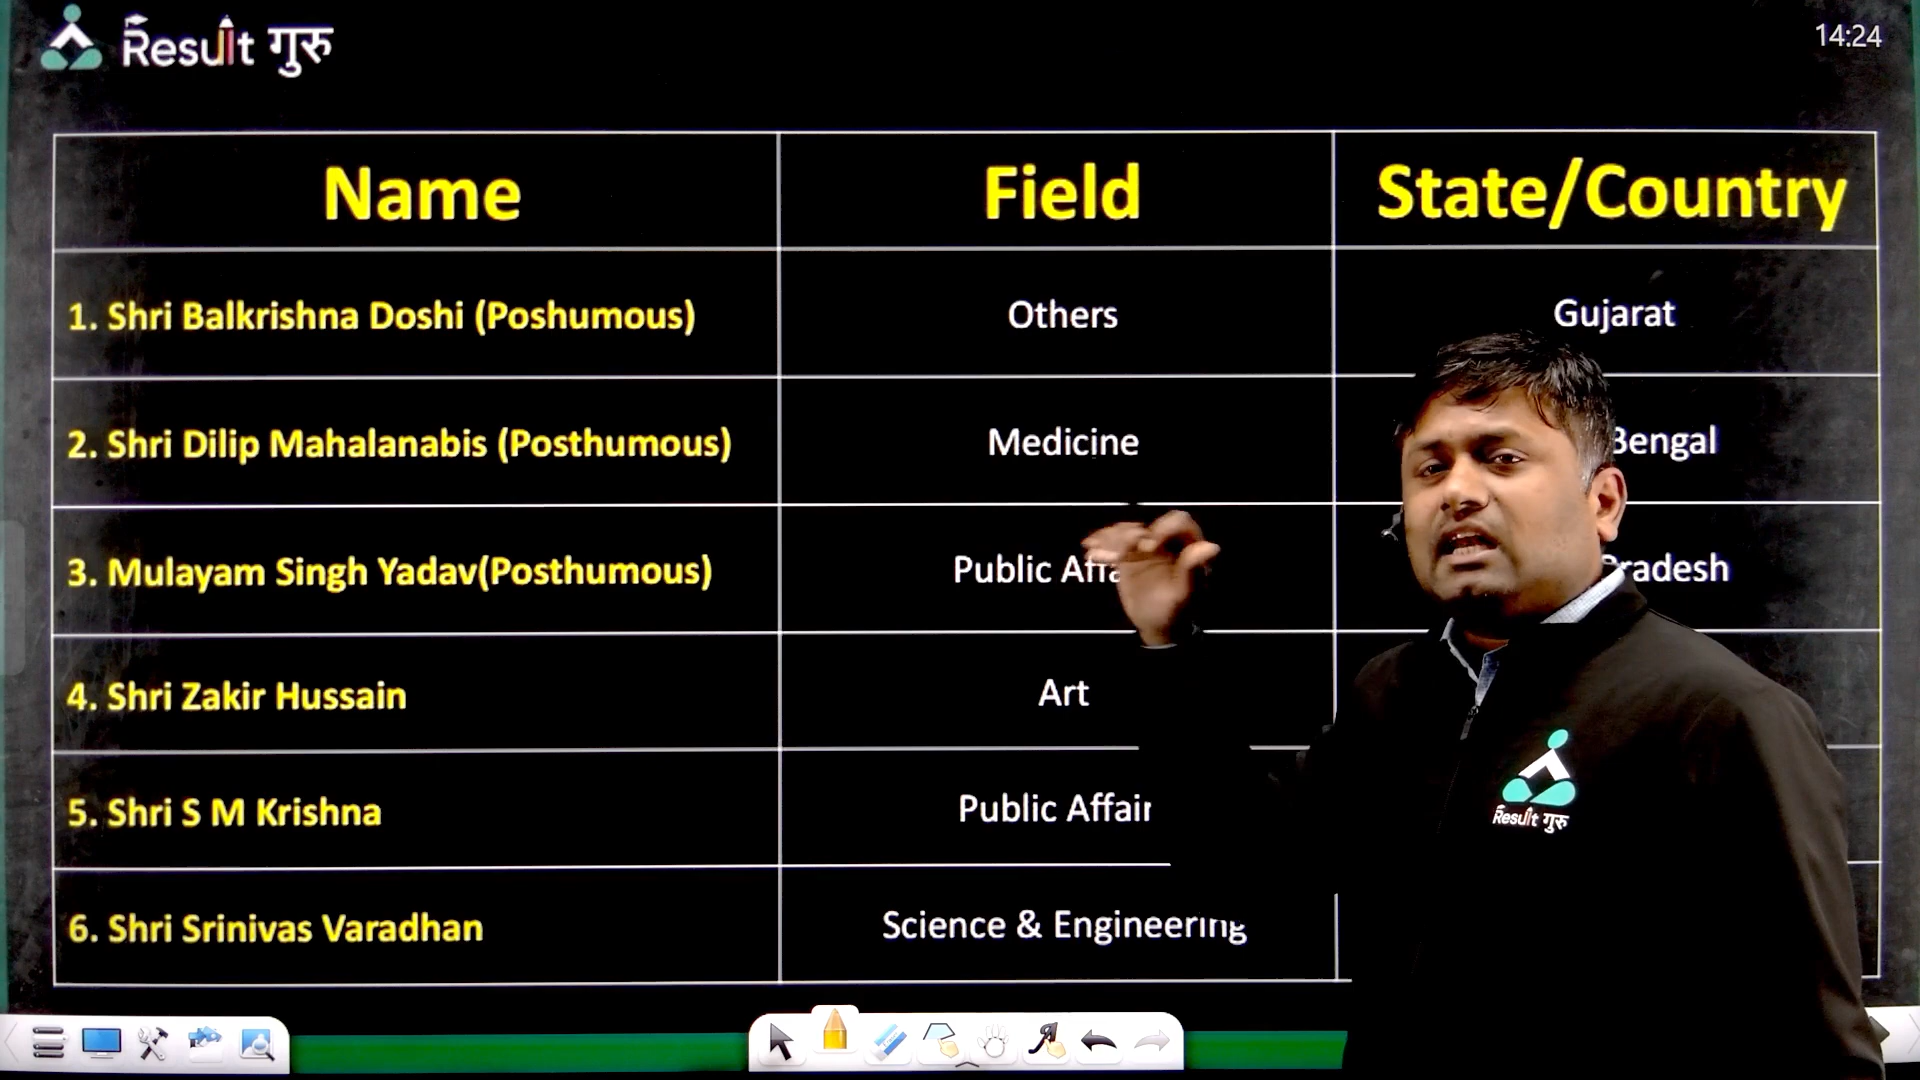 Result गुरु
14:24
Name Field State/Country
1. Shri Balkrishna Doshi (Poshumous) Others Gujarat
2. Shri Dilip Mahalanabis (Posthumous) Medicine Bengal
3. Mulayam Singh Yadav(Posthumous) Public
4. Shri Zakir Hussain Art
5. Shri S M Krishna Public Affair
6. Shri Srinivas Varadhan Science & Engineering
Result गुरु